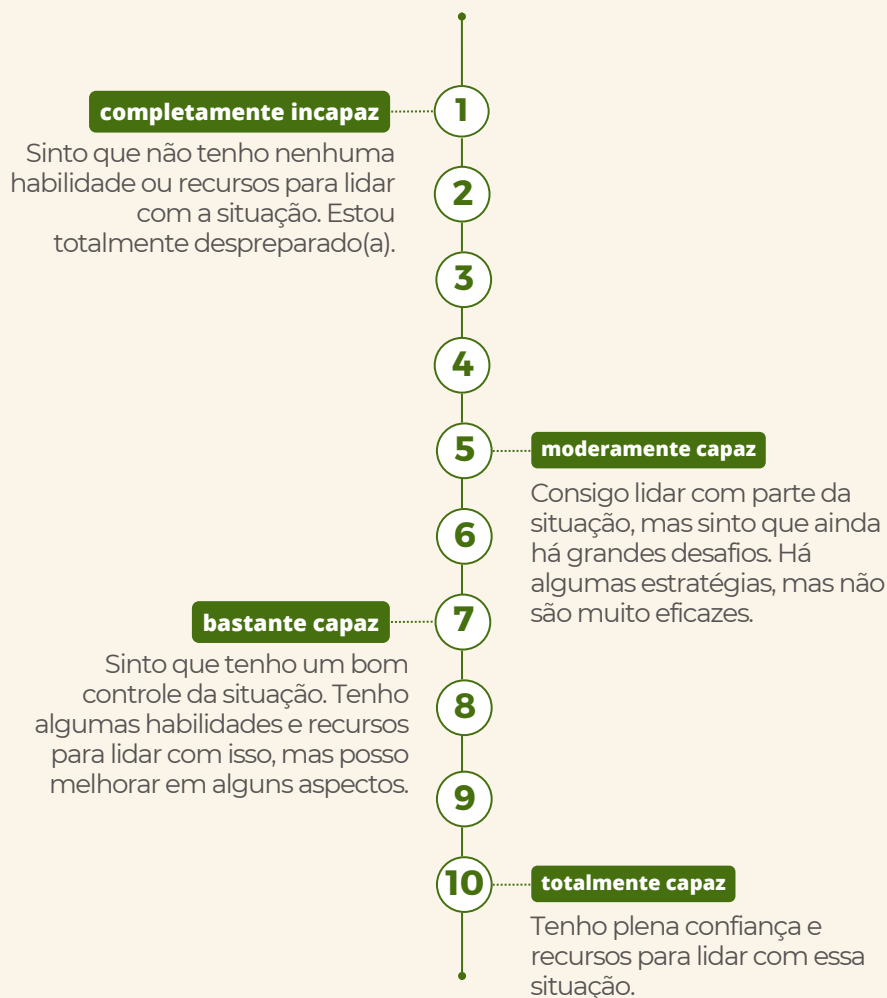 1
completamente incapaz
Sinto que não tenho nenhuma
habilidade ou recursos para lidar
com a situação. Estou
totalmente despreparado(a).
2
3
4
5
moderamente capaz
Consigo lidar com parte da
situação, mas sinto que ainda
há grandes desafios. Há
algumas estratégias, mas não
são muito eficazes.
6
7
bastante capaz
Sinto que tenho um bom
controle da situação. Tenho
algumas habilidades e recursos
para lidar com isso, mas posso
melhorar em alguns aspectos.
8
9
10
totalmente capaz
Tenho plena confiança e
recursos para lidar com essa
situação.